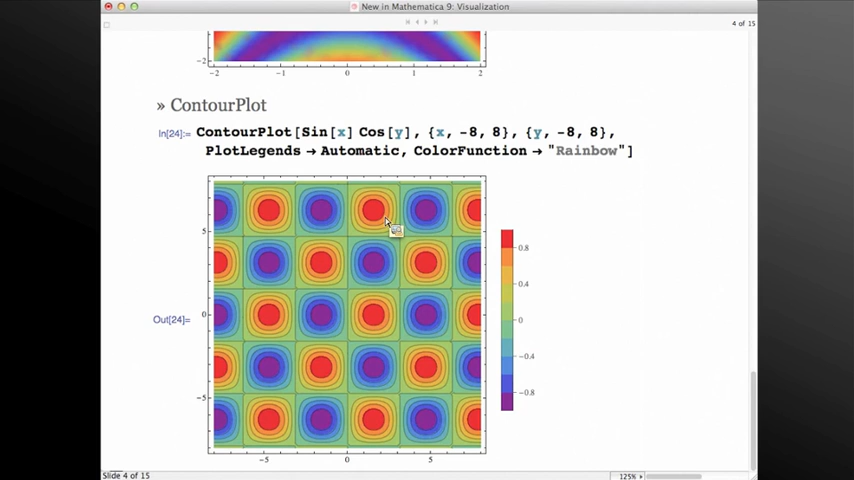 New in Mathematica 9: Visualization
4 of 15
-2
-2 -1 0 1 2
» ContourPlot
In[24]:= ContourPlot[Sin[x] Cos[y], {x, -8, 8}, {y, -8, 8},
PlotLegends → Automatic, ColorFunction → "Rainbow"]
5
0.8
0.4
Out[24]= 0 0
-0.4
-5 -0.8
-5 0 5
Slide 4 of 15 125%